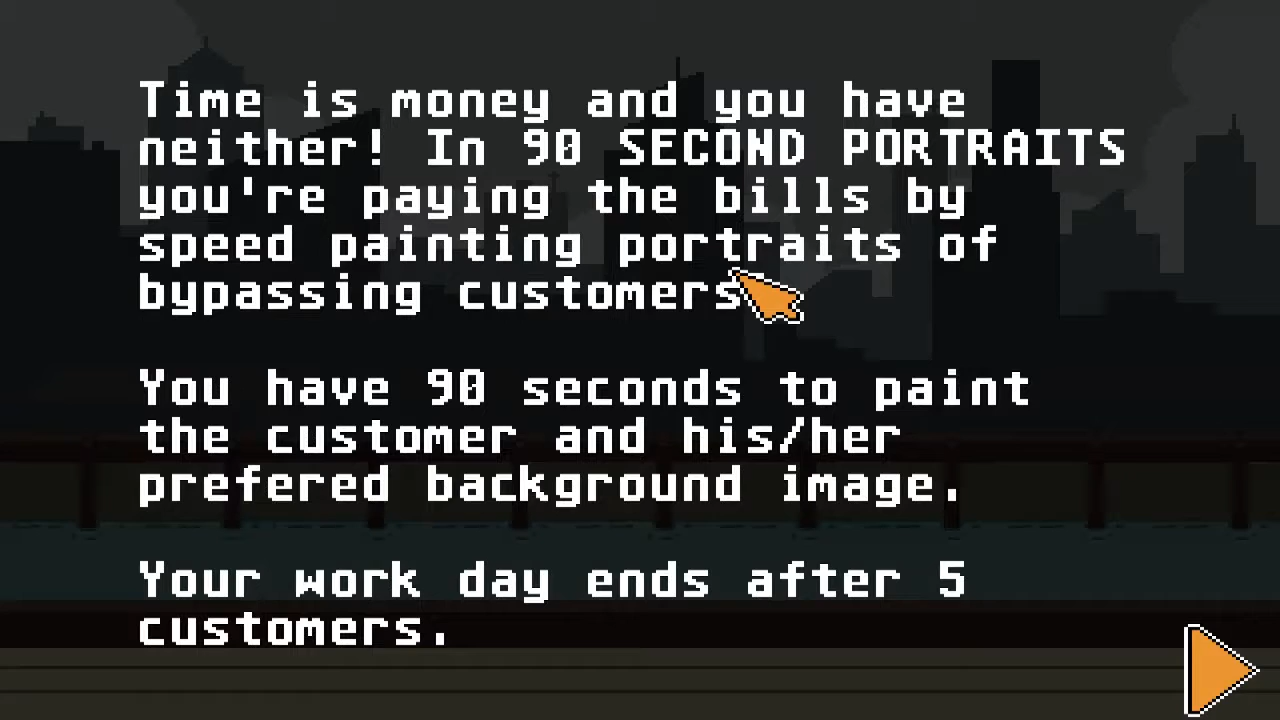 Time is money and you have
neither! In 90 SECOND PORTRAITS
you're paying the bills by
speed painting portraits of
bypassing customers
You have 90 seconds to paint
the customer and his/her
prefered background image.
Your work day ends after 5
customers.